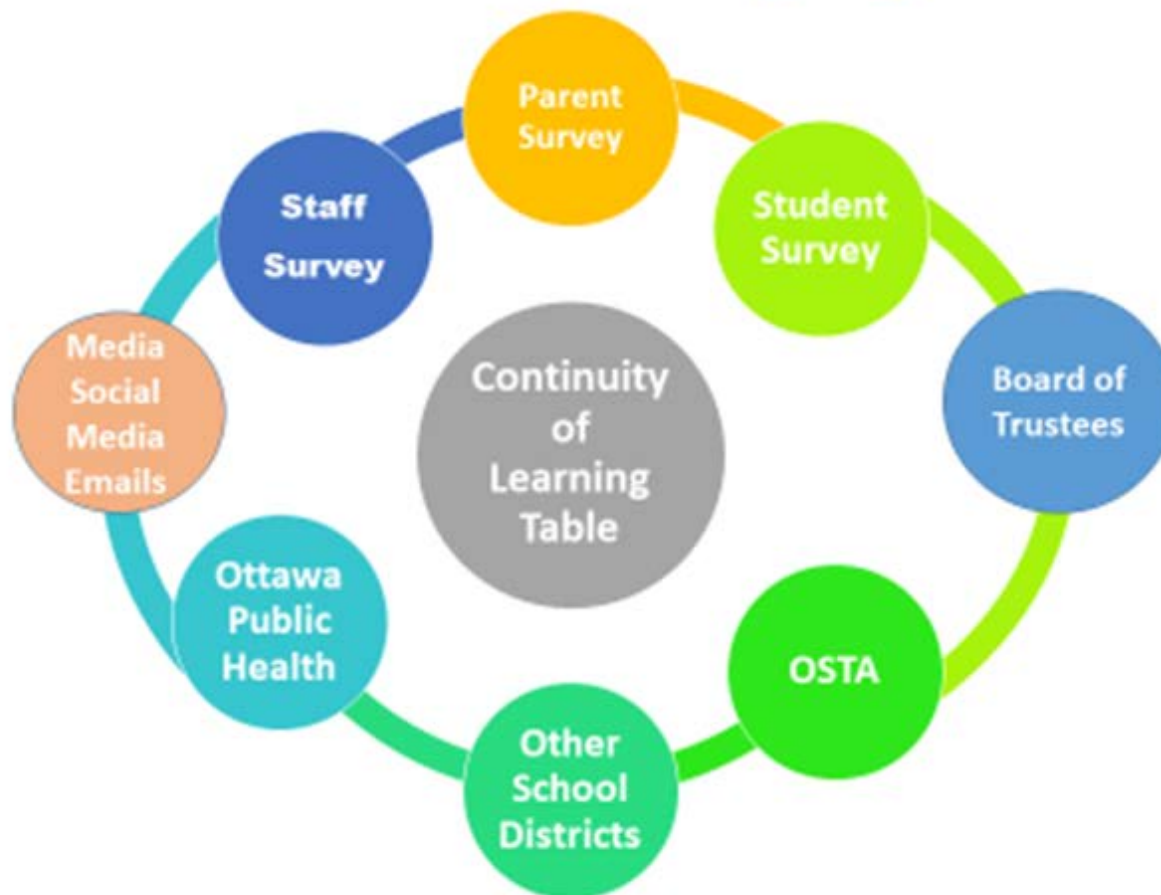 Parent
Survey
Student
Survey
Board of
Trustees
OSTA
Other
School
Districts
Ottawa
Public
Health
Media
Social
Media
Emails
Staff
Survey
Continuity
of
Learning
Table